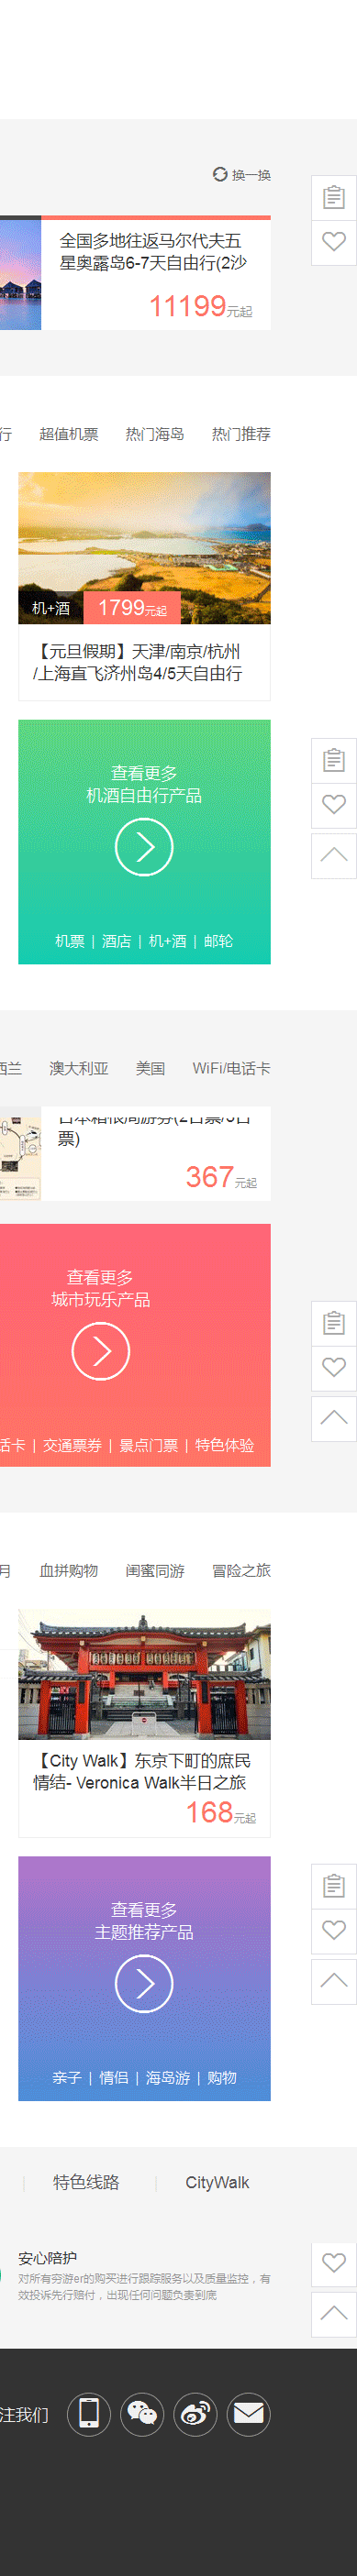 换一换
全国多地往返马尔代夫五
星奥露岛6-7天自由行(2沙
11199元起
行 超值机票 热门海岛 热门推荐
机+酒 1799元起
【元旦假期】天津/南京/杭州
/上海直飞济州岛4/5天自由行
查看更多
机酒自由行产品
机票 | 酒店 | 机+酒 | 邮轮
西兰 澳大利亚 美国 WiFi/电话卡
日本箱根周游券(2日票/3日
票)
367元起
查看更多
城市玩乐产品
话卡 | 交通票券 | 景点门票 | 特色体验
月 血拼购物 闺蜜同游 冒险之旅
【City Walk】东京下町的庶民
情结- Veronica Walk半日之旅
168元起
查看更多
主题推荐产品
亲子 | 情侣 | 海岛游 | 购物
特色线路 CityWalk
安心陪护
对所有穷游er的购买进行跟踪服务以及质量监控，有
效投诉先行赔付，出现任何问题负责到底
注我们